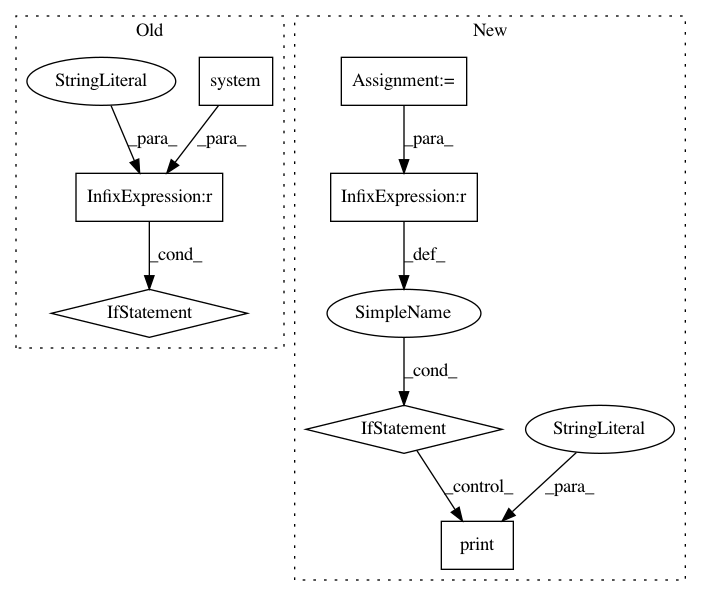 Old
New
StringLiteral
system
Assignment:=
_para_
_para_
_para_
InfixExpression:r
InfixExpression:r
_cond_
_def_
IfStatement
SimpleName
_cond_
IfStatement
StringLiteral
_control_
_para_
print